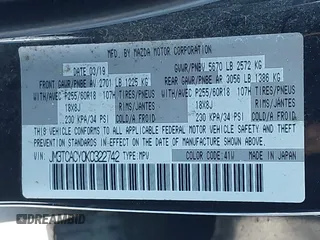 MFD. BY MAZDA MOTOR CORPORATION
DATE 03/19 GVWR/PNBV 5670 LB 2572 KG
FRONT GAWR/PNBE AV 2701 LB 1225 KG REAR GAWR/PNBE AR 3056 LB 1386 KG
WITH/AVEC P255/60R18 107H TIRES/PNEUS WITH/AVEC P255/60R18 107H TIRES/PNEUS
18X8J RIMS/JANTES 18X8J RIMS/JANTES
230 KPA/34 PSI COLD/A FROID 230 KPA/34 PSI COLD/A FROID
THIS VEHICLE CONFORMS TO ALL APPLICABLE FEDERAL MOTOR VEHICLE
SAFETY, BUMPER, AND THEFT PREVENTION STANDARDS IN EFFECT ON THE DATE
OF MANUFACTURE SHOWN ABOVE.
JM3TCACY0K0322742 TYPE:MPV COLOR:41W MADE IN JAPAN